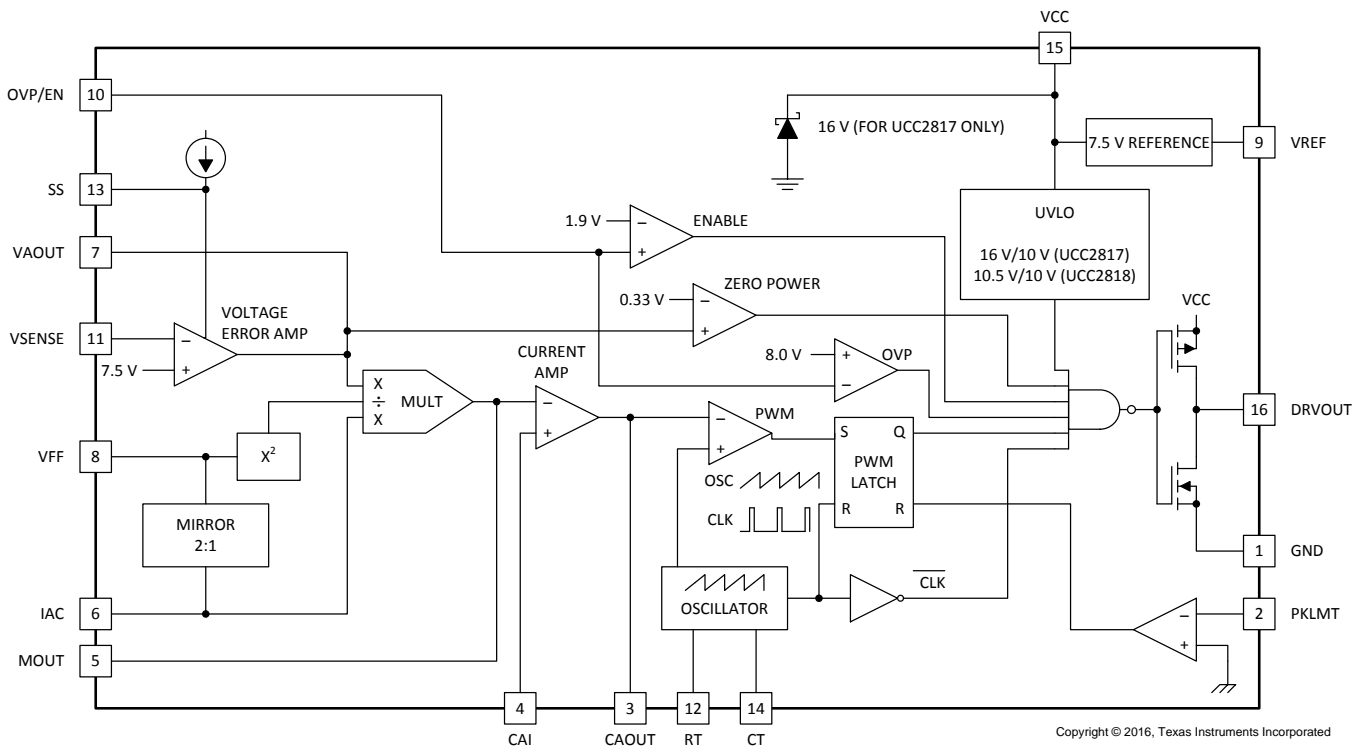 VCC
15
OVP/EN 10
16 V (FOR UCC2817 ONLY)
7.5 V REFERENCE
9 VREF
SS 13
1.9 V
−
+
ENABLE
UVLO
16 V/10 V (UCC2817)
10.5 V/10 V (UCC2818)
VAOUT 7
0.33 V
−
+
ZERO POWER
VCC
VOLTAGE
ERROR AMP
VSENSE 11
−
7.5 V
+
8.0 V
+
−
OVP
CURRENT
AMP
X
÷
X
MULT
−
+
−
+
PWM
16 DRVOUT
VFF 8
X²
S Q
PWM
LATCH
R R
OSC
CLK
MIRROR
2:1
1 GND
OSCILLATOR
CLK
IAC 6
−
+
2 PKLMT
MOUT 5
4
3
12
14
CAI
CAOUT
RT
CT
Copyright © 2016, Texas Instruments Incorporated